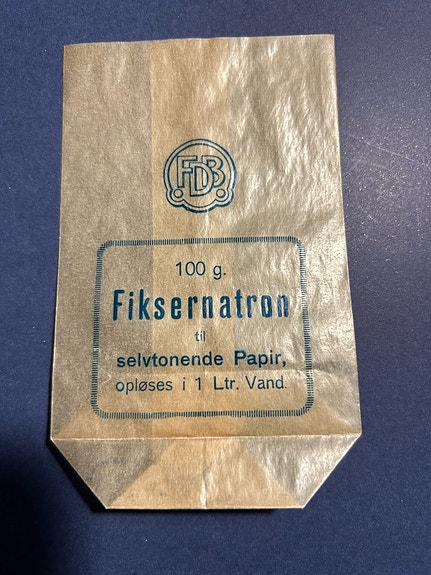 FDB
100 g.
Fiksernatron
til
selvtonende Papir,
opløses i 1 Ltr. Vand.